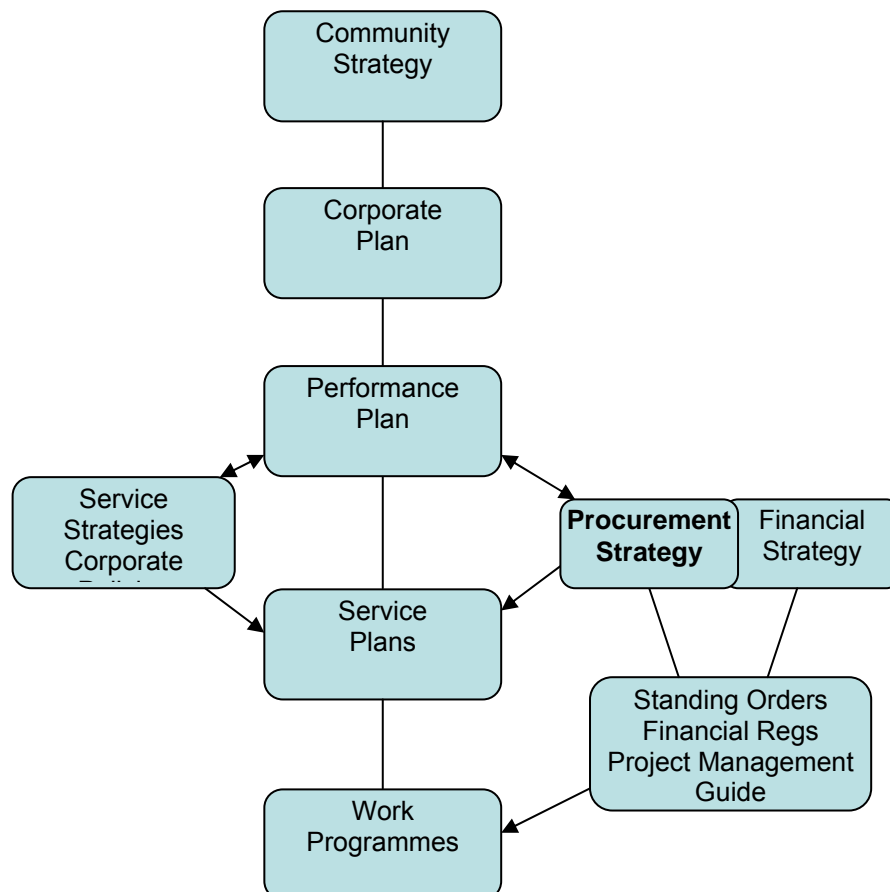 Community
Strategy
Corporate
Plan
Performance
Plan
Service
Strategies
Corporate
Procurement
Strategy
Financial
Strategy
Service
Plans
Standing Orders
Financial Regs
Project Management
Guide
Work
Programmes